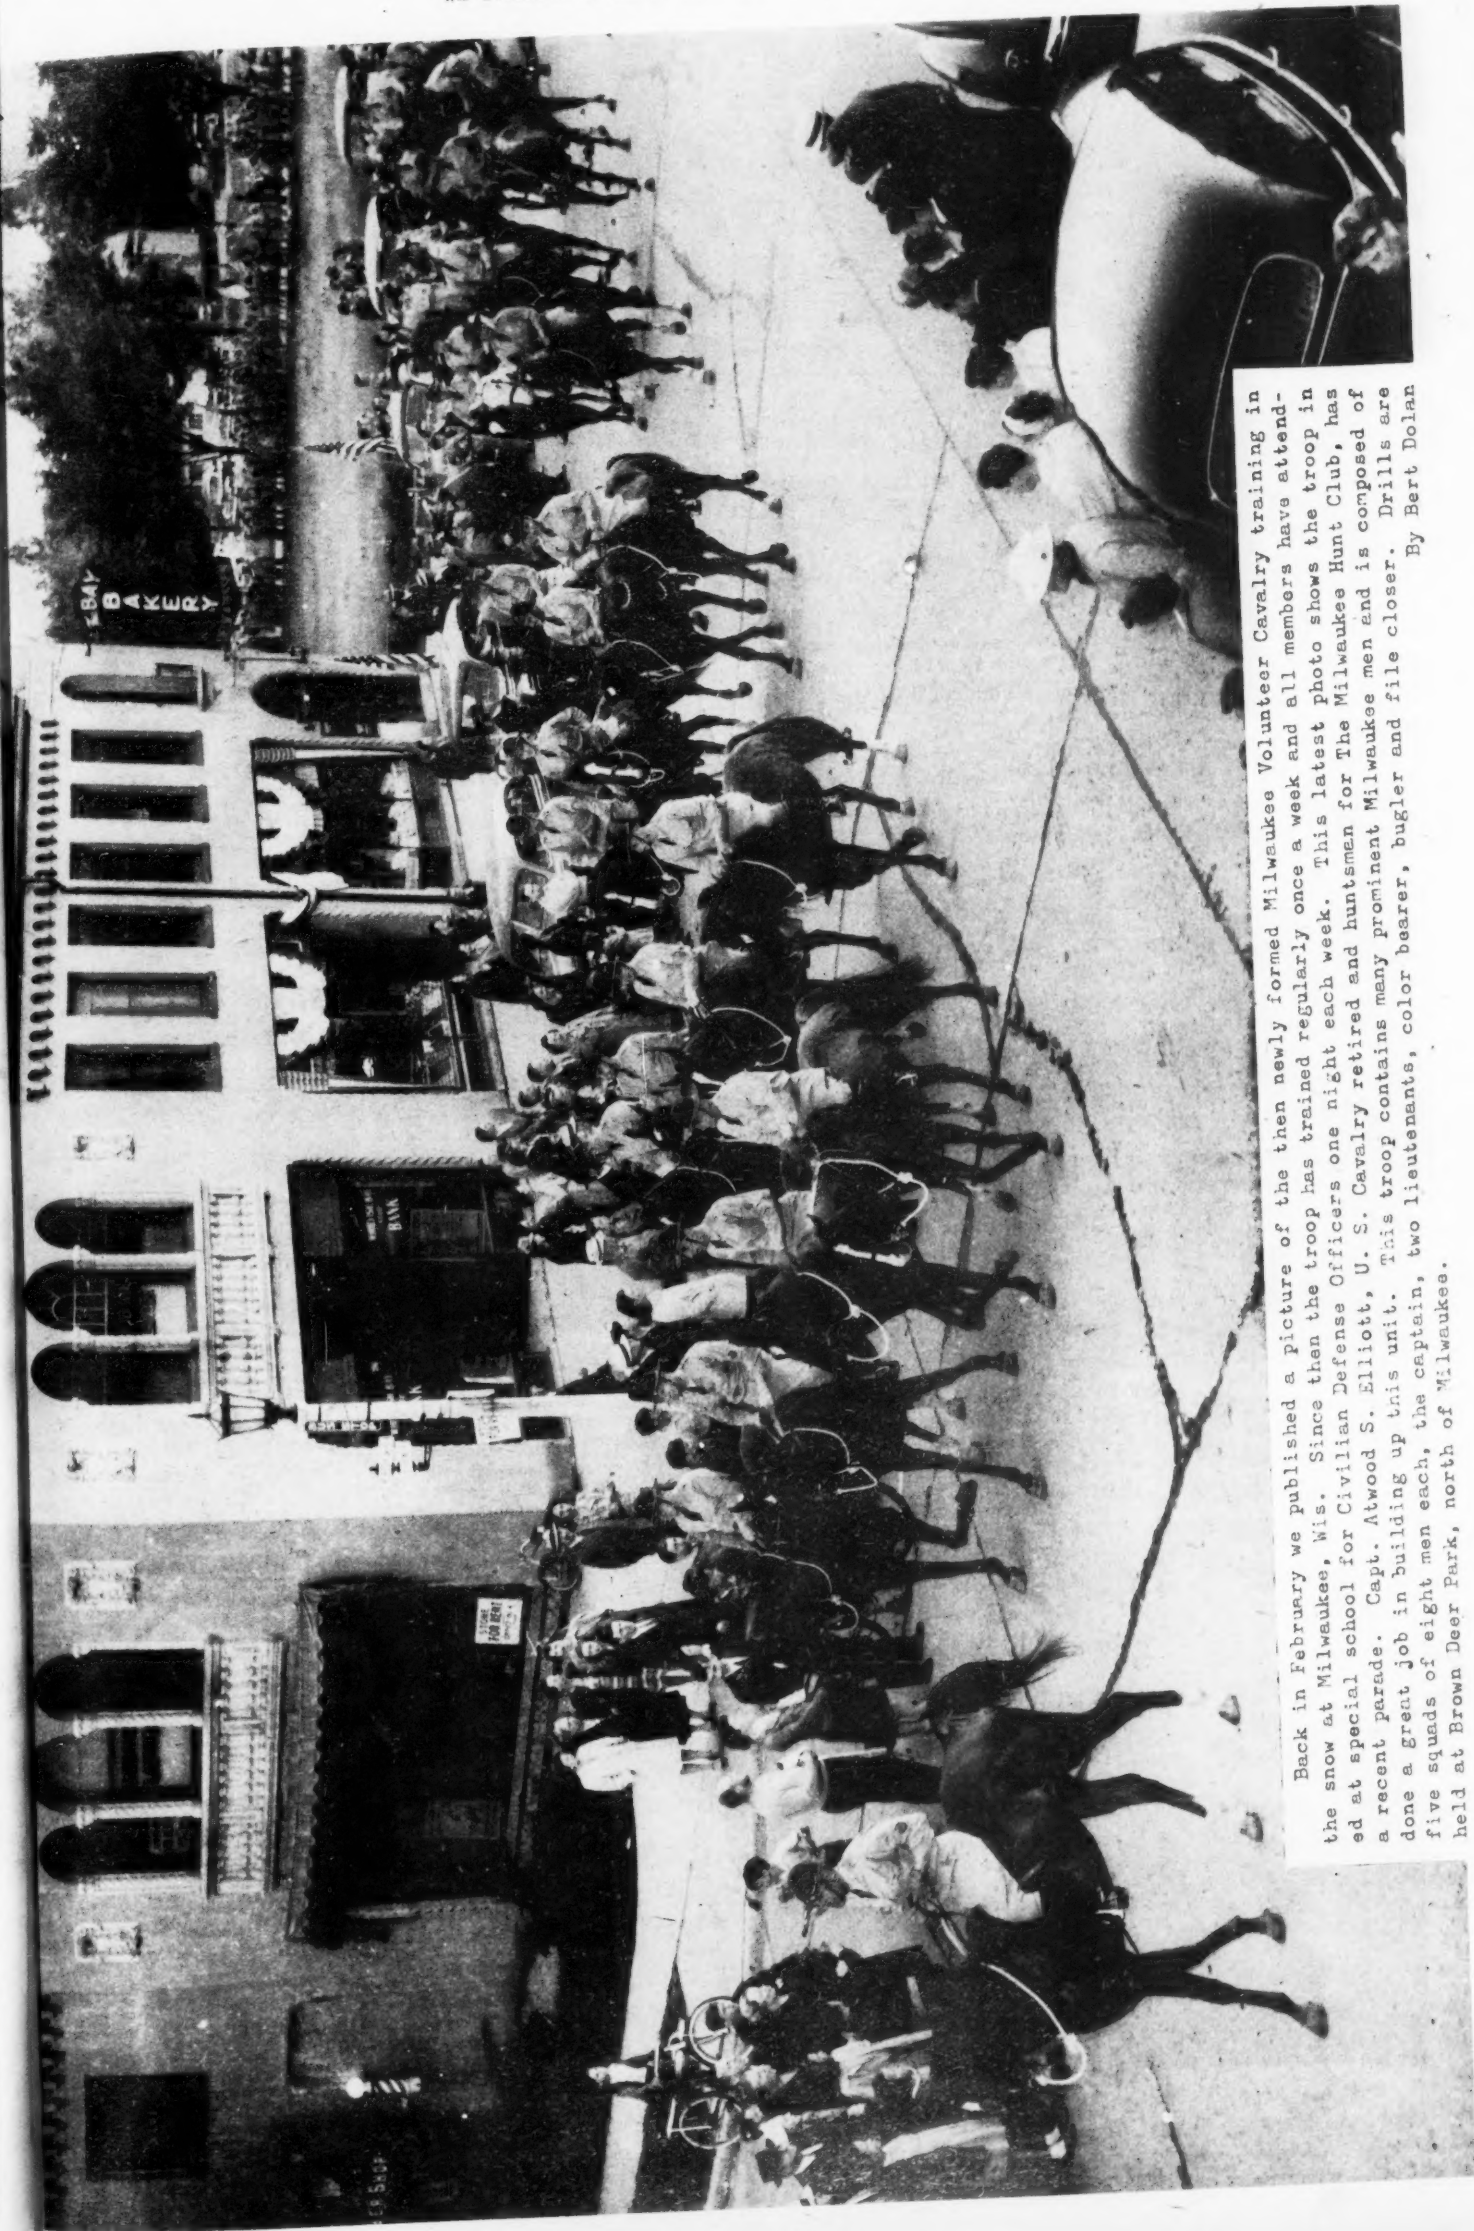 BAKERY
BANK
STORE
FOR RENT
Back in February we published a picture of the then newly formed Milwaukee Volunteer Cavalry training in
the snow at Milwaukee, Wis. Since then the troop has trained regularly once a week and all members have attend-
ed at special school for Civilian Defense Officers one night each week. This latest photo shows the troop in
a recent parade. Capt. Atwood S. Elliott, U. S. Cavalry retired and huntsman for The Milwaukee Hunt Club, has
done a great job in building up this unit. This troop contains many prominent Milwaukee men and is composed of
five squads of eight men each, the captain, two lieutenants, color bearer, bugler and file closer. Drills are
held at Brown Deer Park, north of Milwaukee.
By Bert Dolan